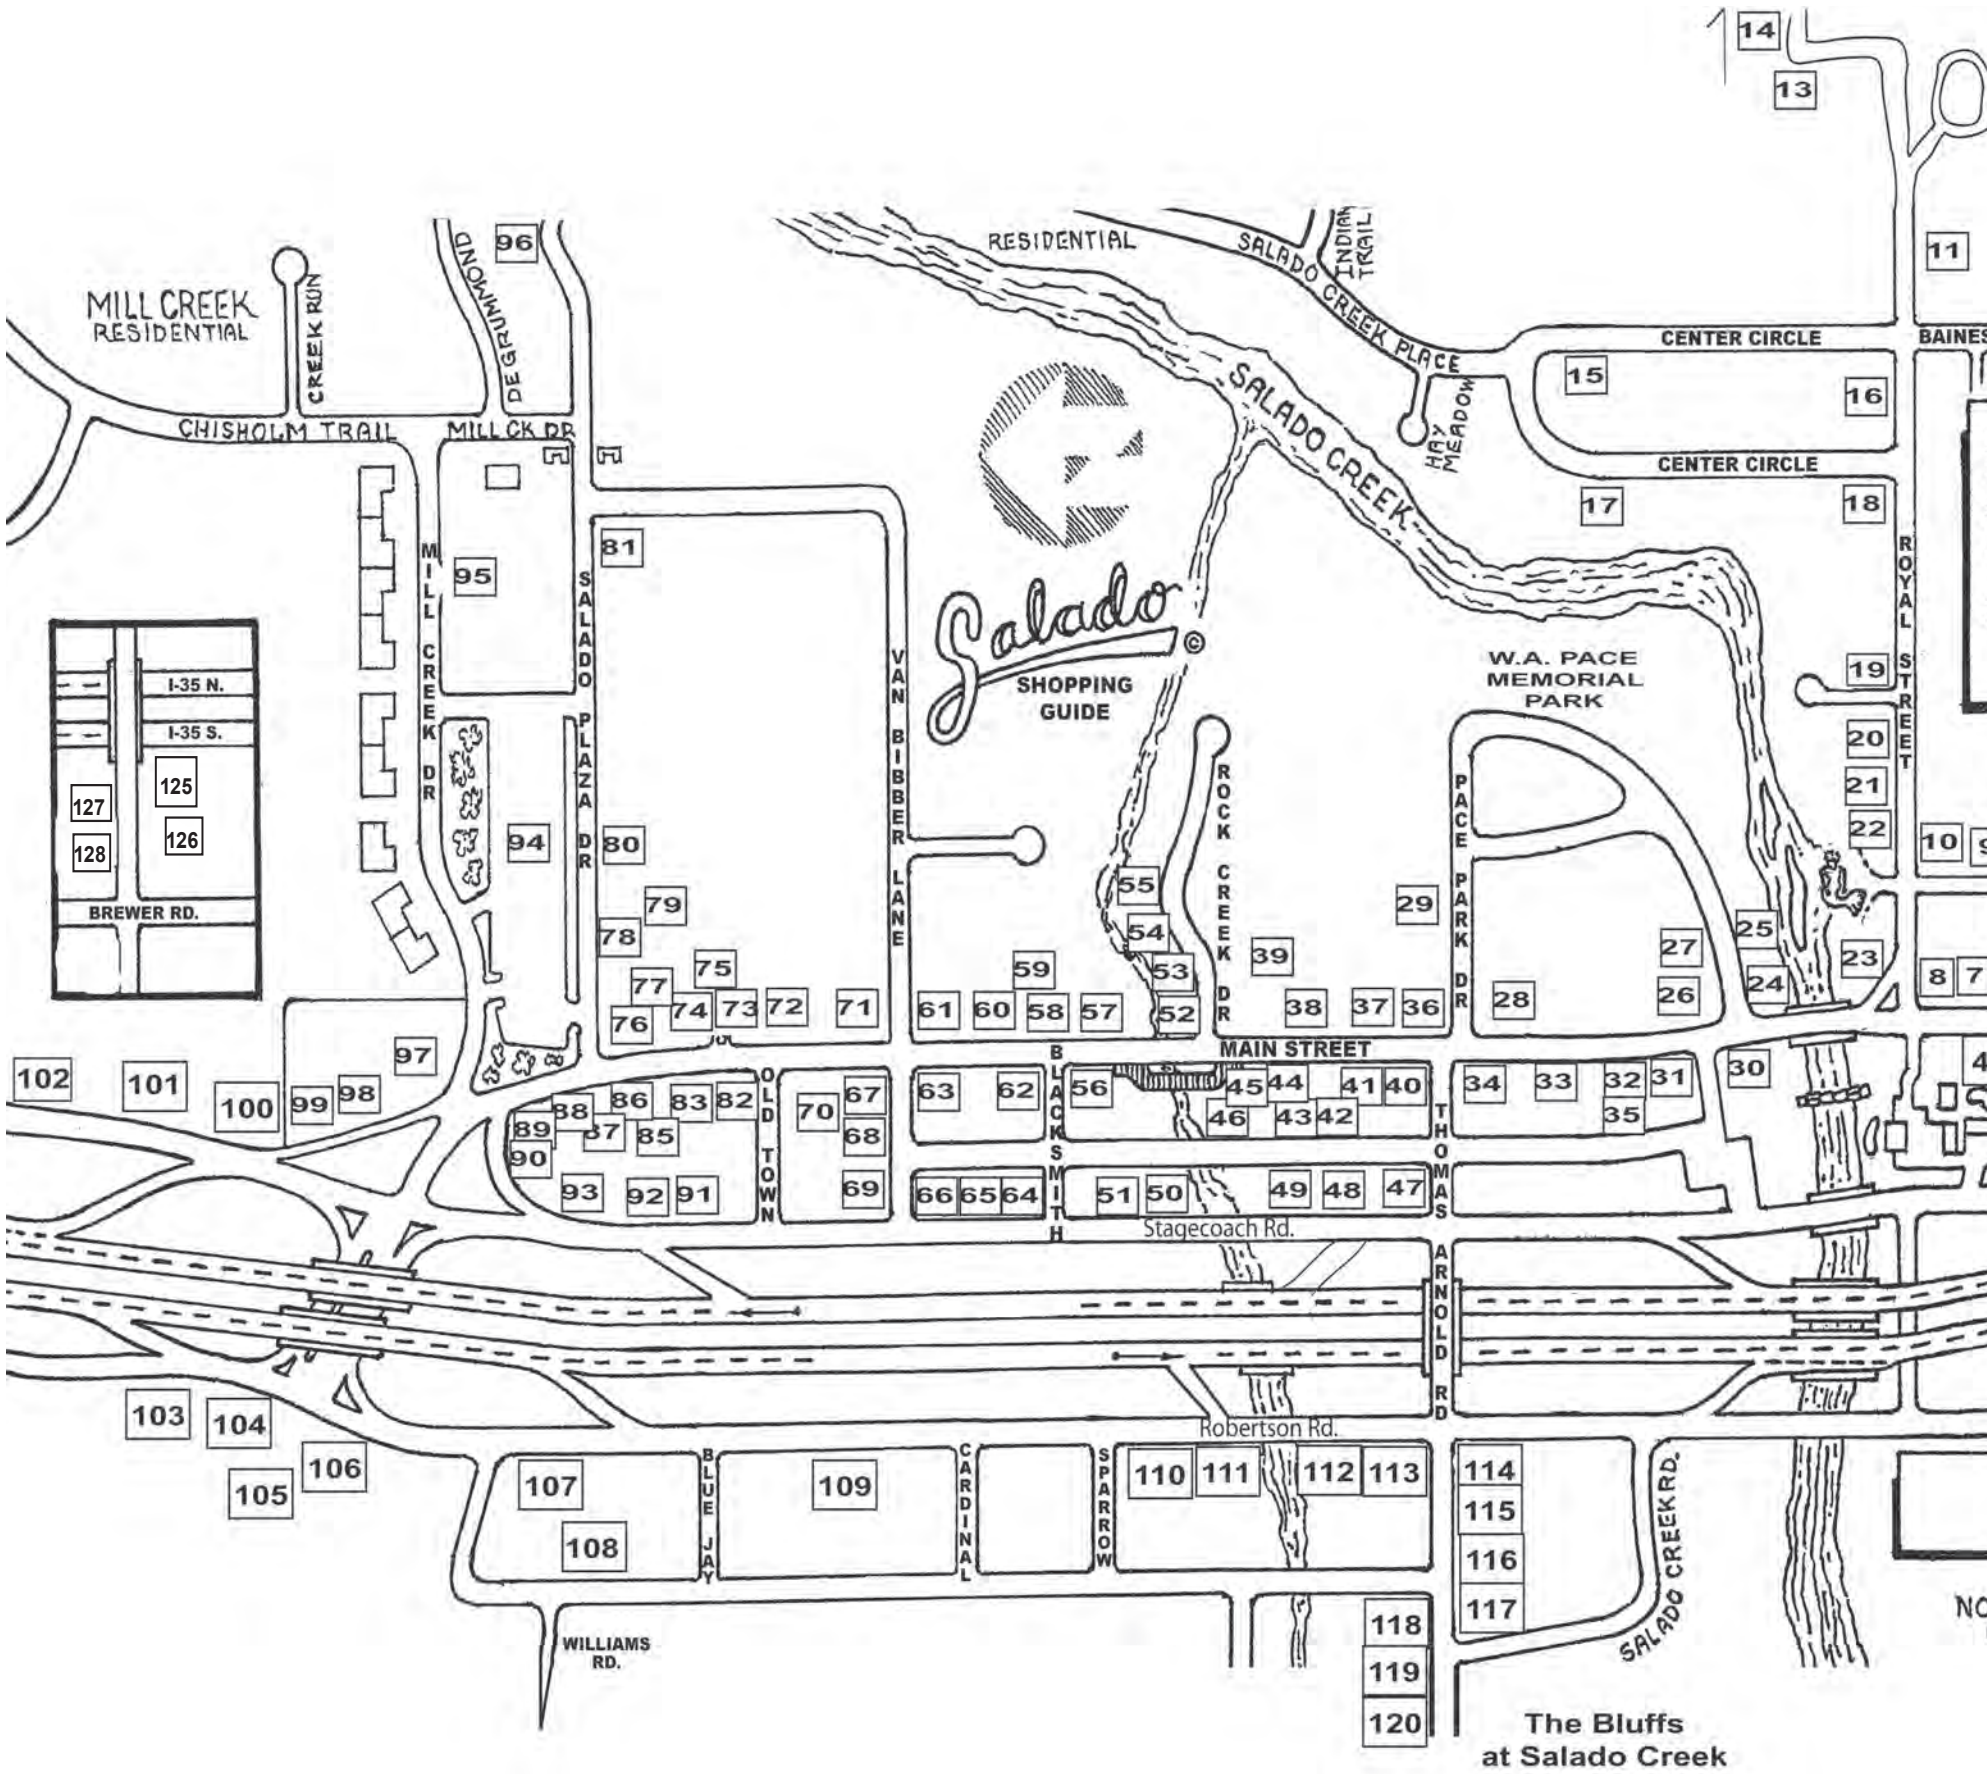 14
13
96
11
RESIDENTIAL
SALADO CREEK PLACE
INDIAN
TRAIL
MILL CREEK
RESIDENTIAL
CREEK RUN
DEGRUMMOND
CENTER CIRCLE
BAINES
15
16
HAY
MEADOW
SALADO CREEK
CHISHOLM TRAIL
MILL CK DR
CENTER CIRCLE
17
18
81
95
MILL CREEK DR
SALADO PLAZA DR
VAN BIBBER LANE
ROYAL STREET
Salado
©
SHOPPING
GUIDE
W.A. PACE
MEMORIAL
PARK
19
20
21
22
10
I-35 N.
I-35 S.
125
127
126
128
BREWER RD.
94
80
79
78
75
77
74
73
72
71
76
ROCK CREEK DR
PACE PARK DR
55
54
53
52
59
61
60
58
57
39
29
38
37
36
28
27
26
25
24
23
8
7
MAIN STREET
102
101
100
99
98
97
88
86
83
82
89
87
85
90
93
92
91
OLD TOWN
70
67
68
69
63
62
66
65
64
BLACKSMITH
56
45
44
41
40
46
43
42
51
50
49
48
47
34
33
32
31
35
30
4
THOMAS ARNOLD RD
Stagecoach Rd.
Robertson Rd.
103
104
105
106
107
108
BLUE JAY
109
CARDINAL
SPARROW
110
111
112
113
114
115
116
117
118
119
120
SALADO CREEK RD.
WILLIAMS
RD.
The Bluffs
at Salado Creek